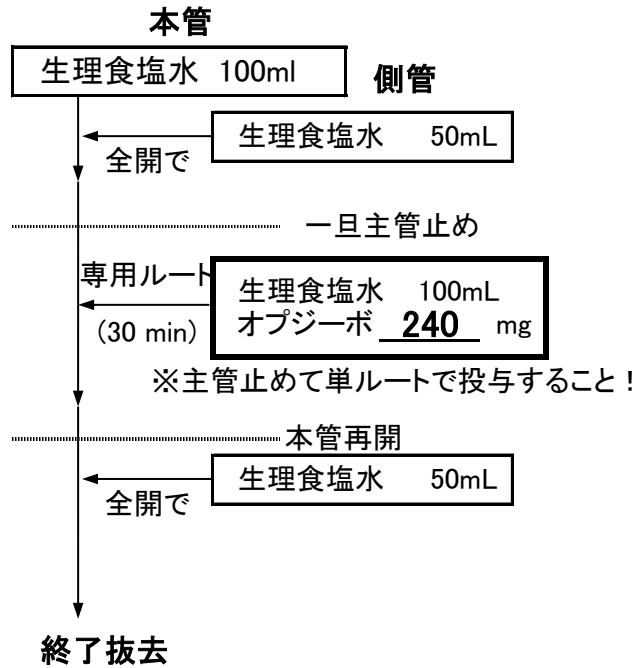 本管
生理食塩水 100ml
側管
生理食塩水 50mL
全開で
一旦主管止め
専用ルート
(30 min)
生理食塩水 100mL
オプジーボ 240 mg
※主管止めて単ルートで投与すること！
本管再開
生理食塩水 50mL
全開で
終了抜去